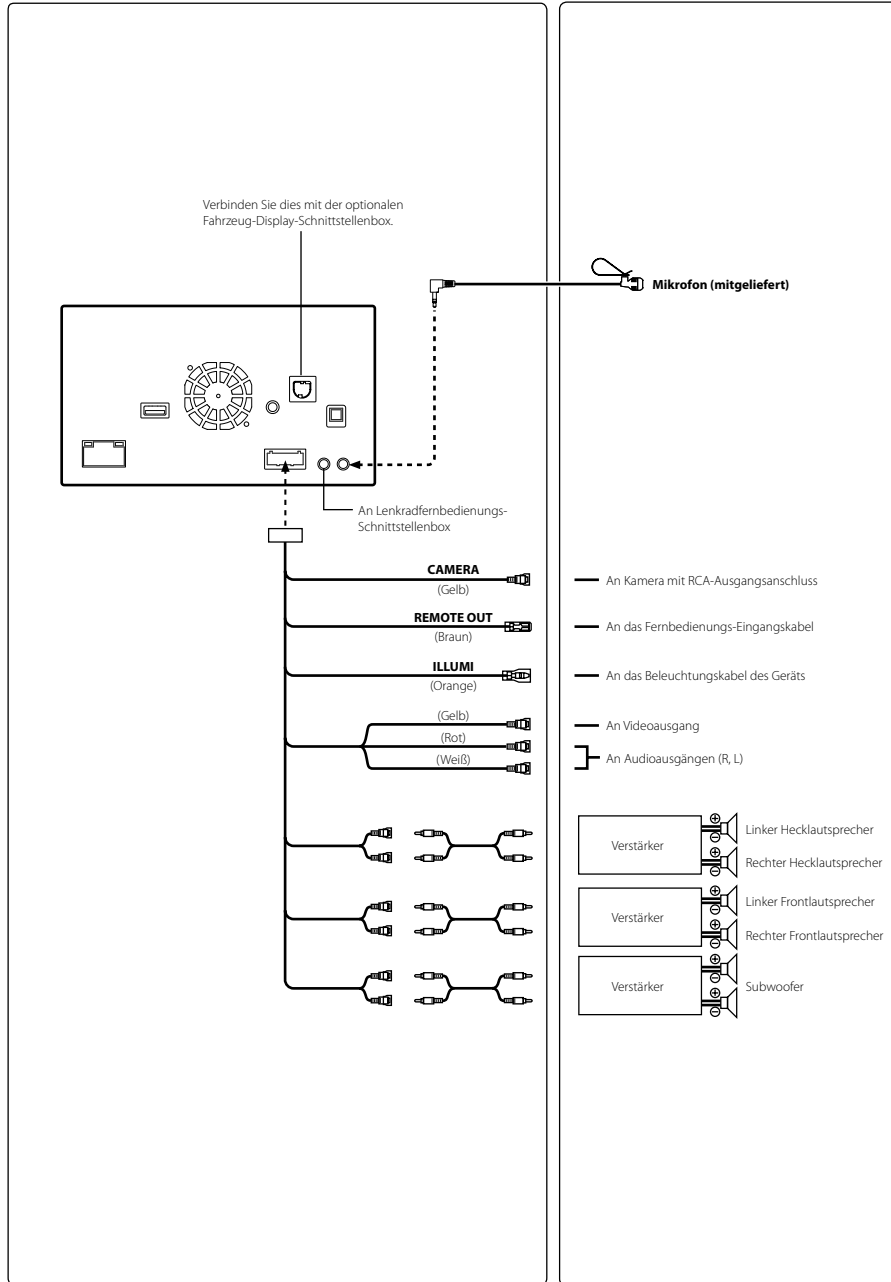 Verbinden Sie dies mit der optionalen
Fahrzeug-Display-Schnittstellenbox.
Mikrofon (mitgeliefert)
An Lenkradfernbedienungs-
Schnittstellenbox
CAMERA
(Gelb)
An Kamera mit RCA-Ausgangsanschluss
REMOTE OUT
(Braun)
An das Fernbedienungs-Eingangskabel
ILLUMI
(Orange)
An das Beleuchtungskabel des Geräts
(Gelb)
An Videoausgang
(Rot)
(Weiß)
An Audioausgängen (R, L)
Verstärker
Linker Hecklautsprecher
Rechter Hecklautsprecher
Verstärker
Linker Frontlautsprecher
Rechter Frontlautsprecher
Verstärker
Subwoofer